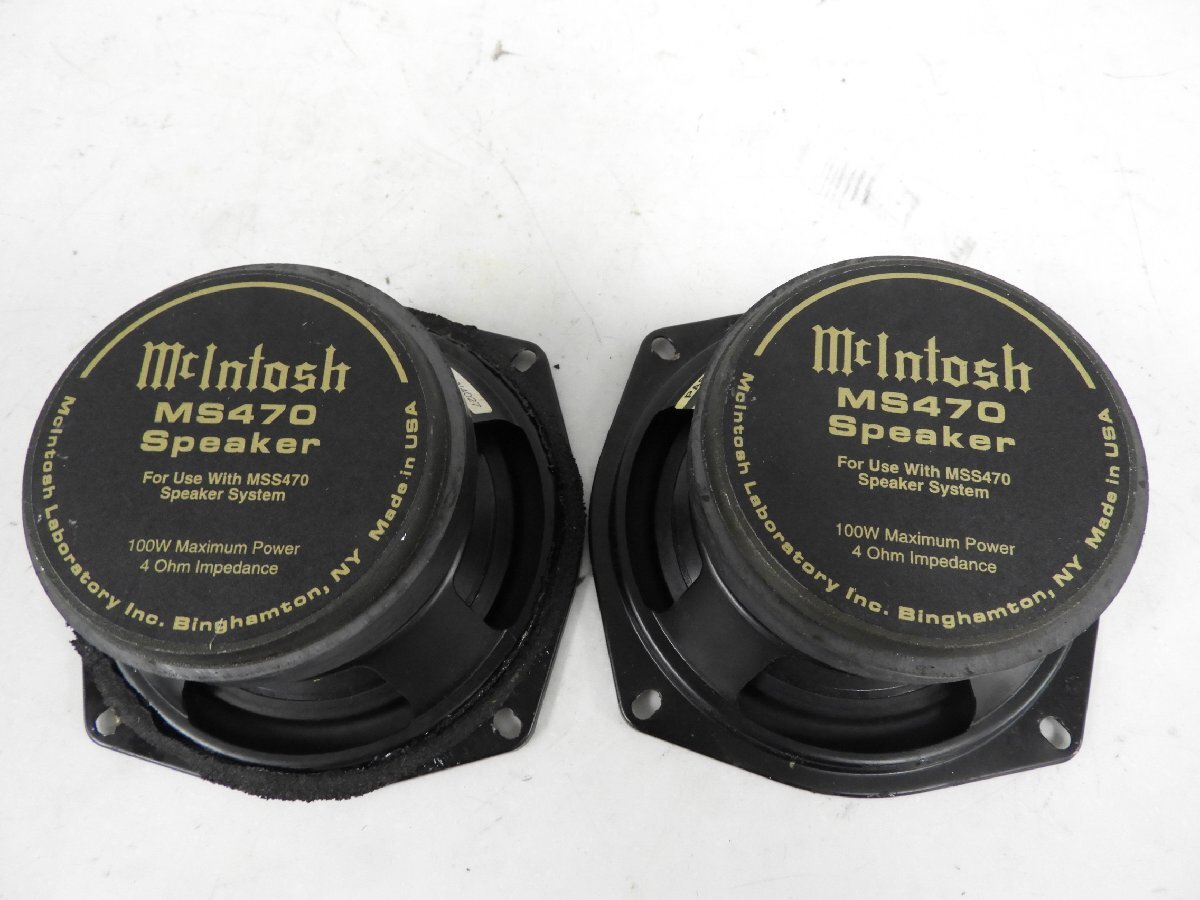 McIntosh
MS470
Speaker
For Use With MSS470
Speaker System
100W Maximum Power
4 Ohm Impedance
McIntosh Laboratory Inc. Binghamton, NY Made in USA
McIntosh
MS470
Speaker
For Use With MSS470
Speaker System
100W Maximum Power
4 Ohm Impedance
McIntosh Laboratory Inc. Binghamton, NY Made in USA